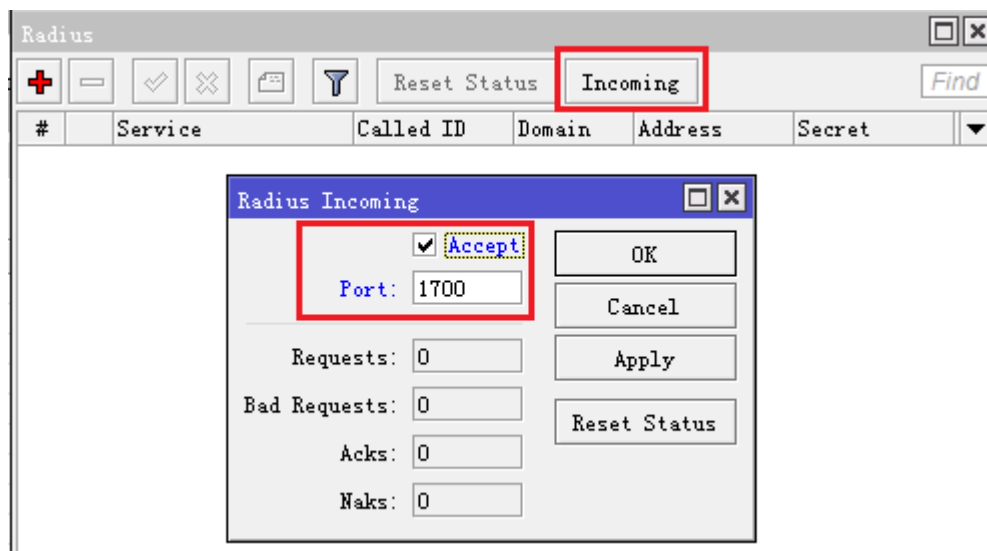 Radius
Reset Status Incoming Find
# Service Called ID Domain Address Secret
Radius Incoming
Accept
OK
Port: 1700
Cancel
Requests: 0
Apply
Bad Requests: 0
Reset Status
Acks: 0
Naks: 0